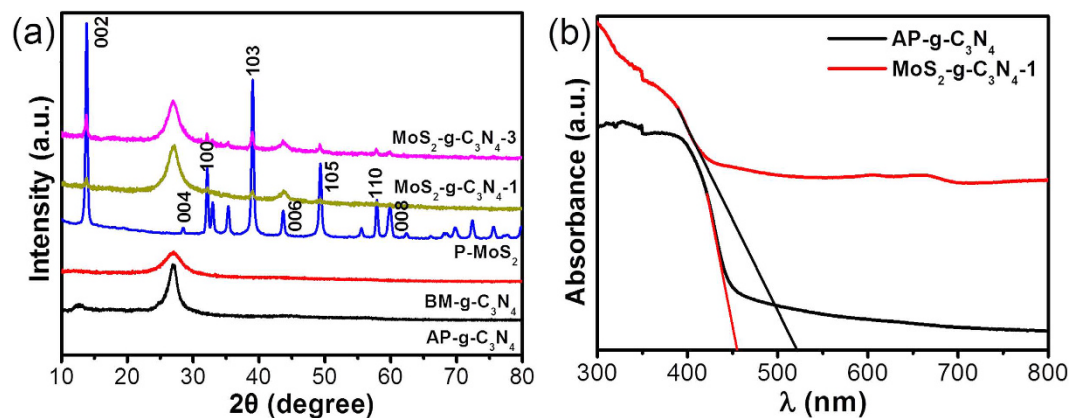 (a)
Intensity (a.u.)
002
004
100
103
006
105
110
008
MoS₂-g-C₃N₄-3
MoS₂-g-C₃N₄-1
P-MoS₂
BM-g-C₃N₄
AP-g-C₃N₄
10 20 30 40 50 60 70 80
2θ (degree)
(b)
Absorbance (a.u.)
AP-g-C₃N₄
MoS₂-g-C₃N₄-1
300 400 500 600 700 800
λ (nm)